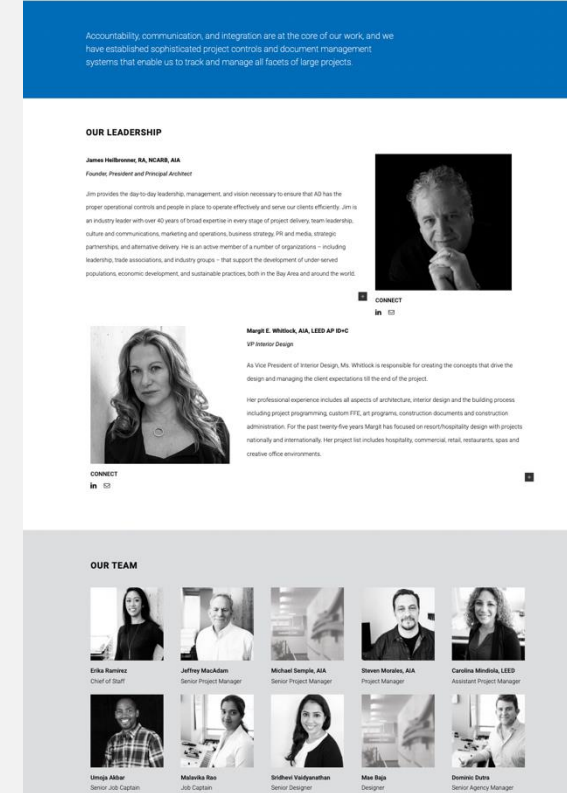 Accountability, communication, and integration are at the core of our work, and we
have established sophisticated project controls and document management
systems that enable us to track and manage all facets of large projects.
OUR LEADERSHIP
James Heilbronner, RA, NCARB, AIA
Founder, President and Principal Architect
Jim provides the day-to-day leadership, management, and vision necessary to ensure that AD has the
proper operational controls and people in place to operate effectively and serve our clients efficiently. Jim is
an industry leader with over 40 years of broad expertise in every stage of project delivery, team leadership,
culture and communications, marketing and operations, business strategy, PR and media, strategic
partnerships, and alternative delivery. He is an active member of a number of organizations – including
leadership, trade associations, and industry groups – that support the development of under-served
populations, economic development, and sustainable practices, both in the Bay Area and around the world.
+
CONNECT
in
Margit E. Whitlock, AIA, LEED AP ID+C
VP Interior Design
As Vice President of Interior Design, Ms. Whitlock is responsible for creating the concepts that drive the
design and managing the client expectations till the end of the project.
Her professional experience includes all aspects of architecture, interior design and the building process
including project programming, custom FFE, art programs, construction documents and construction
administration. For the past twenty-five years Margit has focused on resort/hospitality design with projects
nationally and internationally. Her project list includes hospitality, commercial, retail, restaurants, spas and
creative office environments.
CONNECT
in
+
OUR TEAM
Erika Ramirez
Chief of Staff
Jeffrey MacAdam
Senior Project Manager
Michael Semple, AIA
Senior Project Manager
Steven Morales, AIA
Project Manager
Carolina Mindiola, LEED
Assistant Project Manager
Umoja Akbar
Senior Job Captain
Malavika Rao
Job Captain
Sridhevi Vaidyanathan
Senior Designer
Mae Baja
Designer
Dominic Dutra
Senior Agency Manager